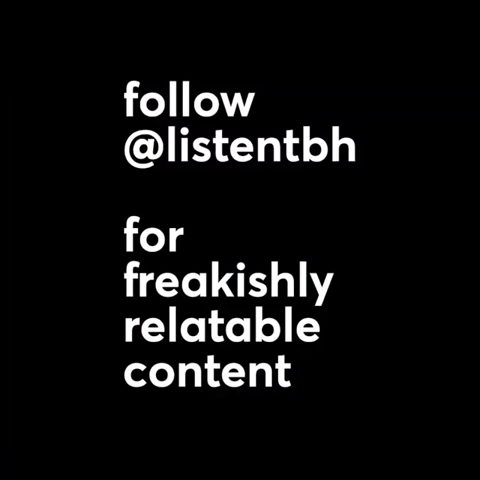 follow
@listentbh
for
freakishly
relatable
content